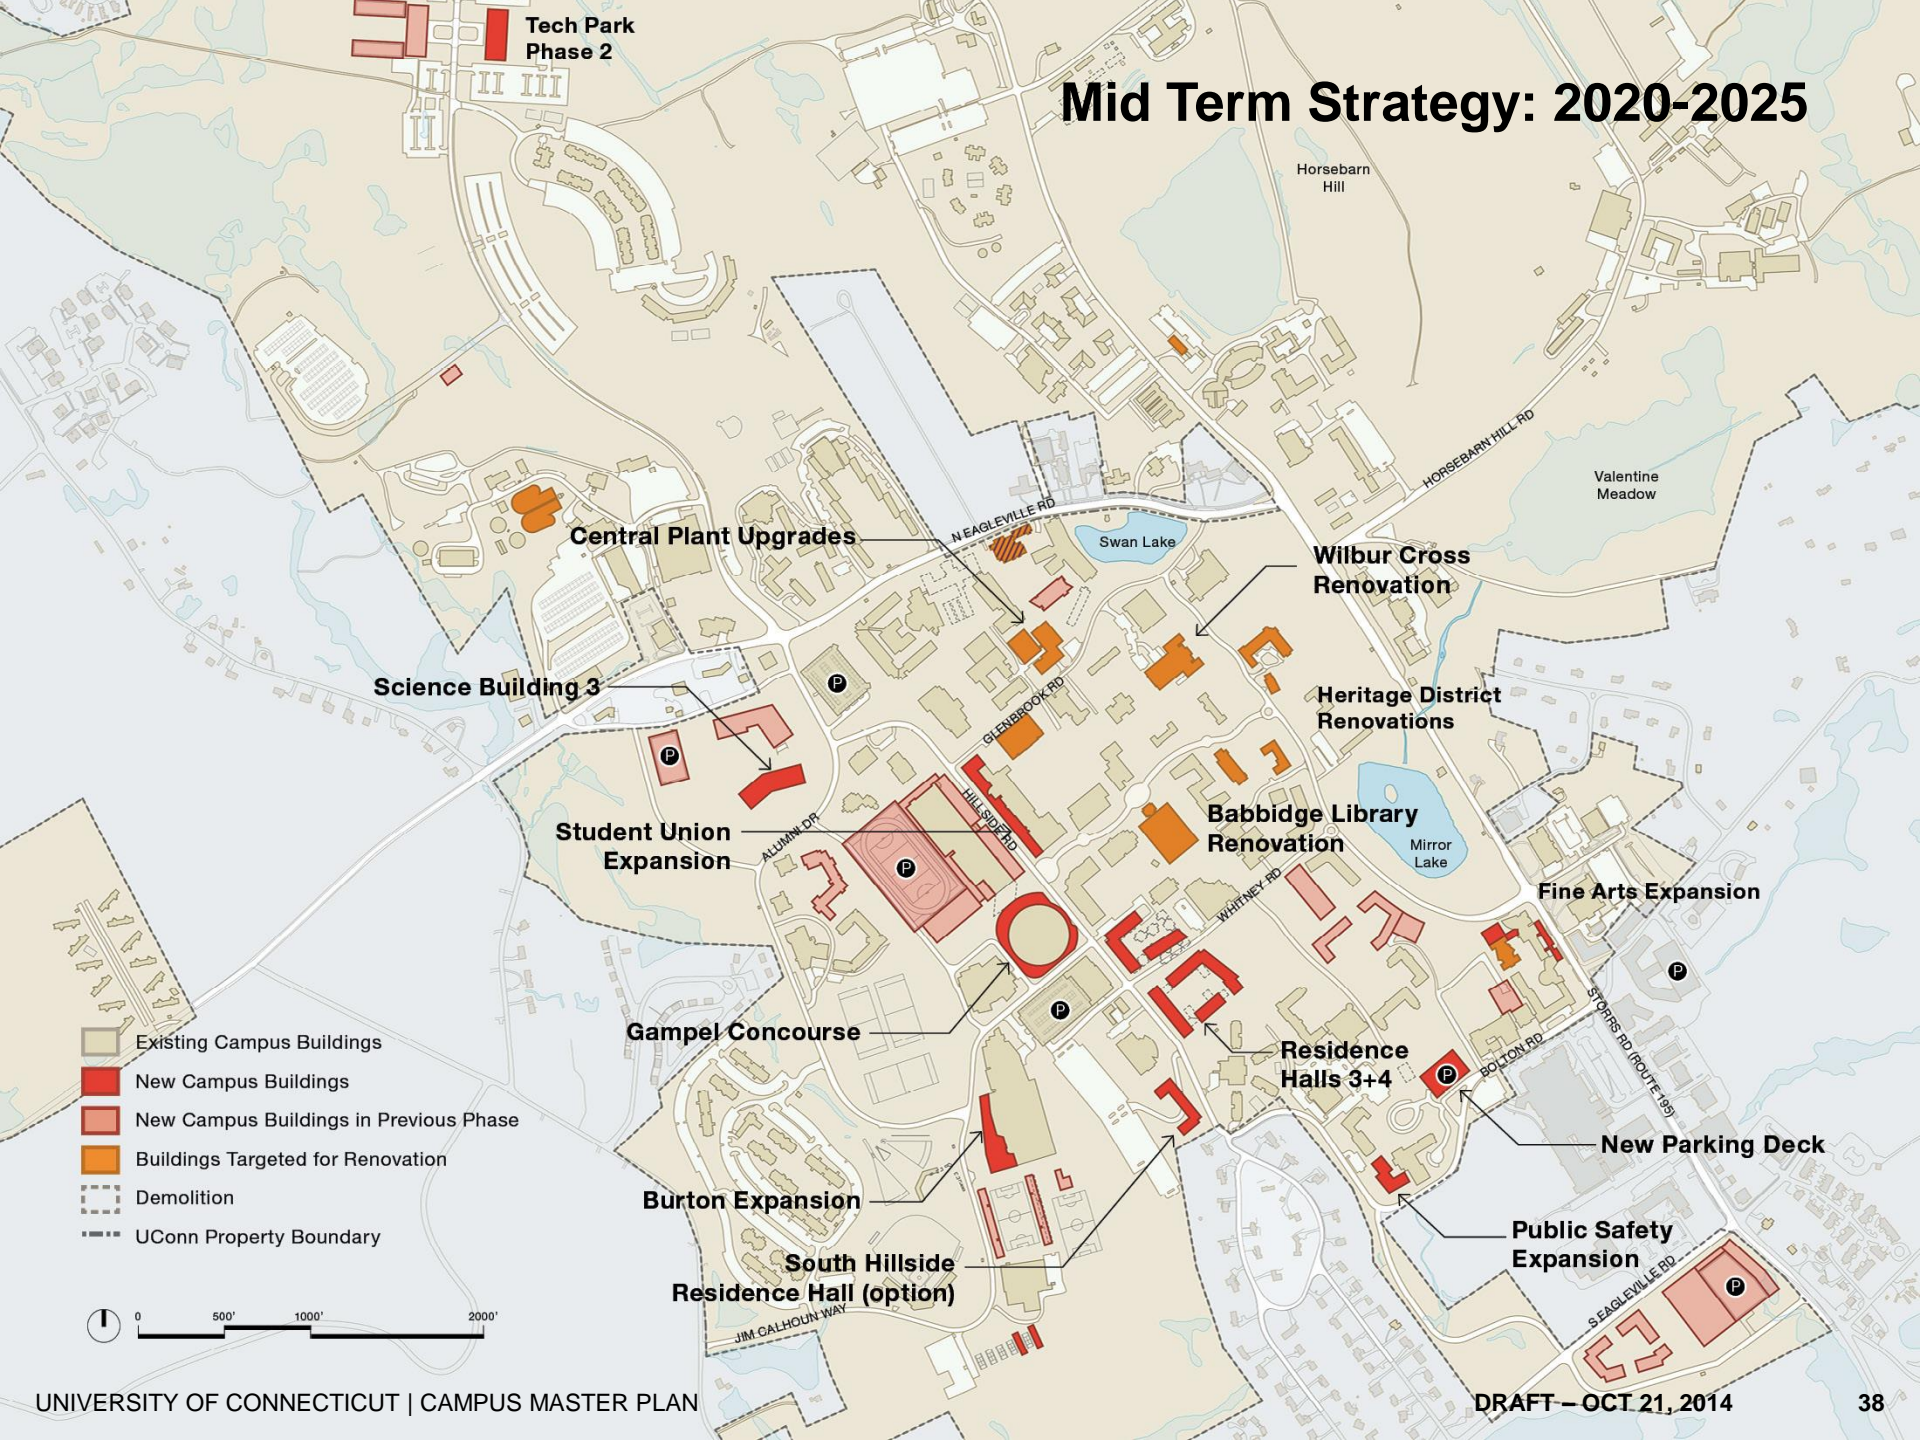 Tech Park
Phase 2
Mid Term Strategy: 2020-2025
Horsebarn
Hill
HORSEBARN HILL RD
Valentine
Meadow
N EAGLEVILLE RD
Central Plant Upgrades
Swan Lake
Wilbur Cross
Renovation
Science Building 3
P
GLENBROOK RD
Heritage District
Renovations
P
HILLSIDE RD
Student Union
Expansion
ALUMNI DR
Babbidge Library
Renovation
Mirror
Lake
P
WHITNEY RD
Fine Arts Expansion
P
P
Gampel Concourse
STORRS RD (ROUTE 195)
Residence
Halls 3+4
BOLTON RD
P
New Parking Deck
Existing Campus Buildings
New Campus Buildings
New Campus Buildings in Previous Phase
Buildings Targeted for Renovation
Demolition
UConn Property Boundary
Burton Expansion
Public Safety
Expansion
South Hillside
Residence Hall (option)
S EAGLEVILLE RD
P
JIM CALHOUN WAY
0 500' 1000' 2000'
UNIVERSITY OF CONNECTICUT | CAMPUS MASTER PLAN
DRAFT – OCT 21, 2014
38